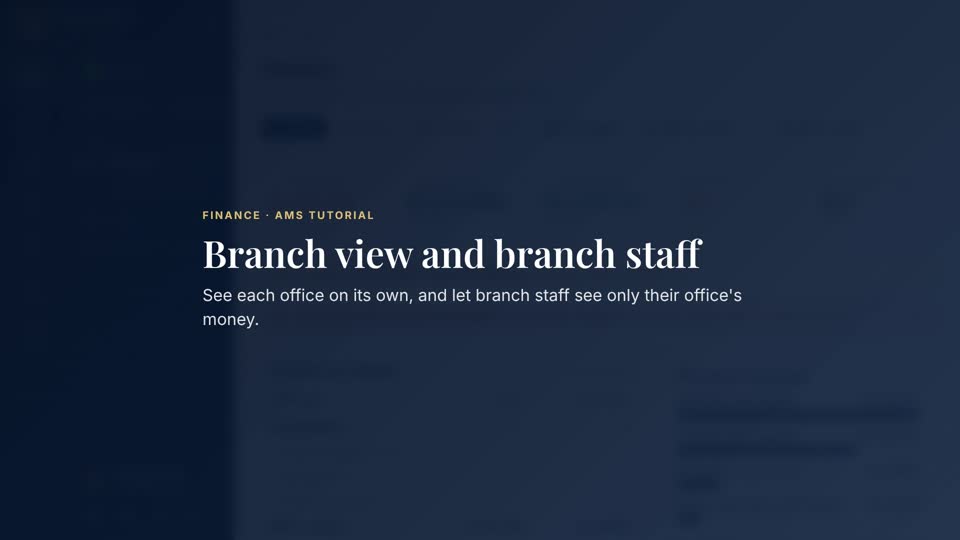 FINANCE · AMS TUTORIAL
Branch view and branch staff
See each office on its own, and let branch staff see only their office's
money.